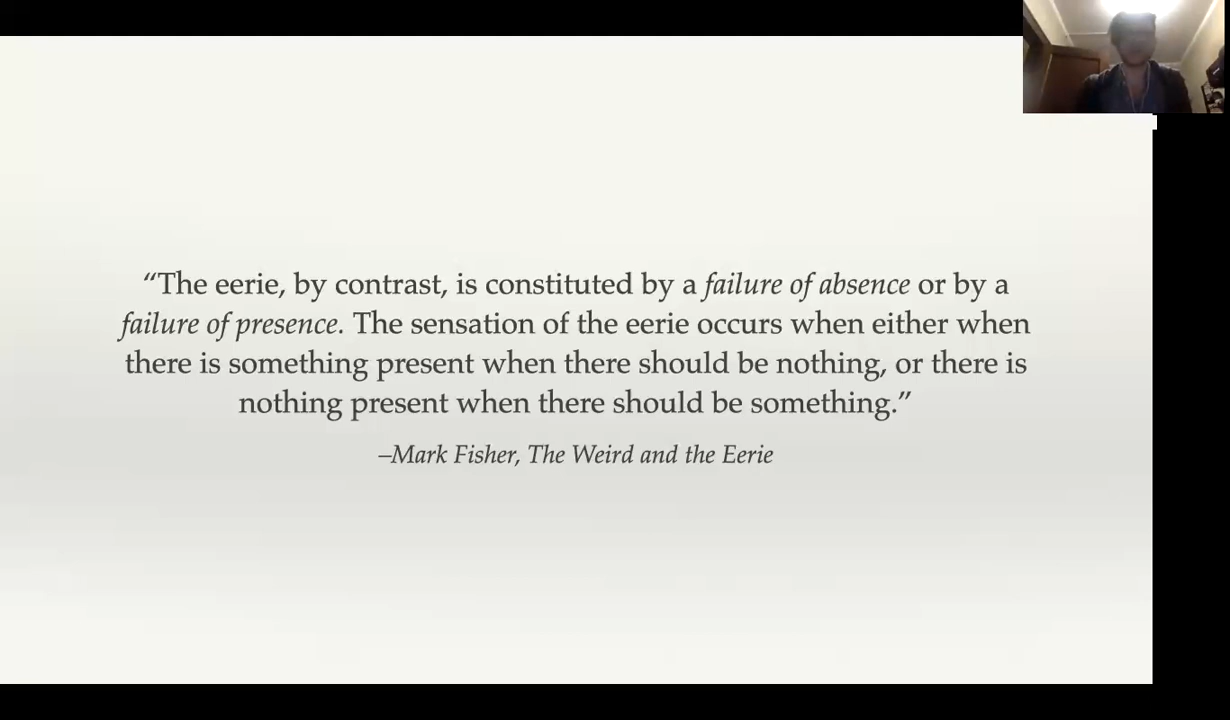 “The eerie, by contrast, is constituted by a failure of absence or by a
failure of presence. The sensation of the eerie occurs when either when
there is something present when there should be nothing, or there is
nothing present when there should be something.”
–Mark Fisher, The Weird and the Eerie